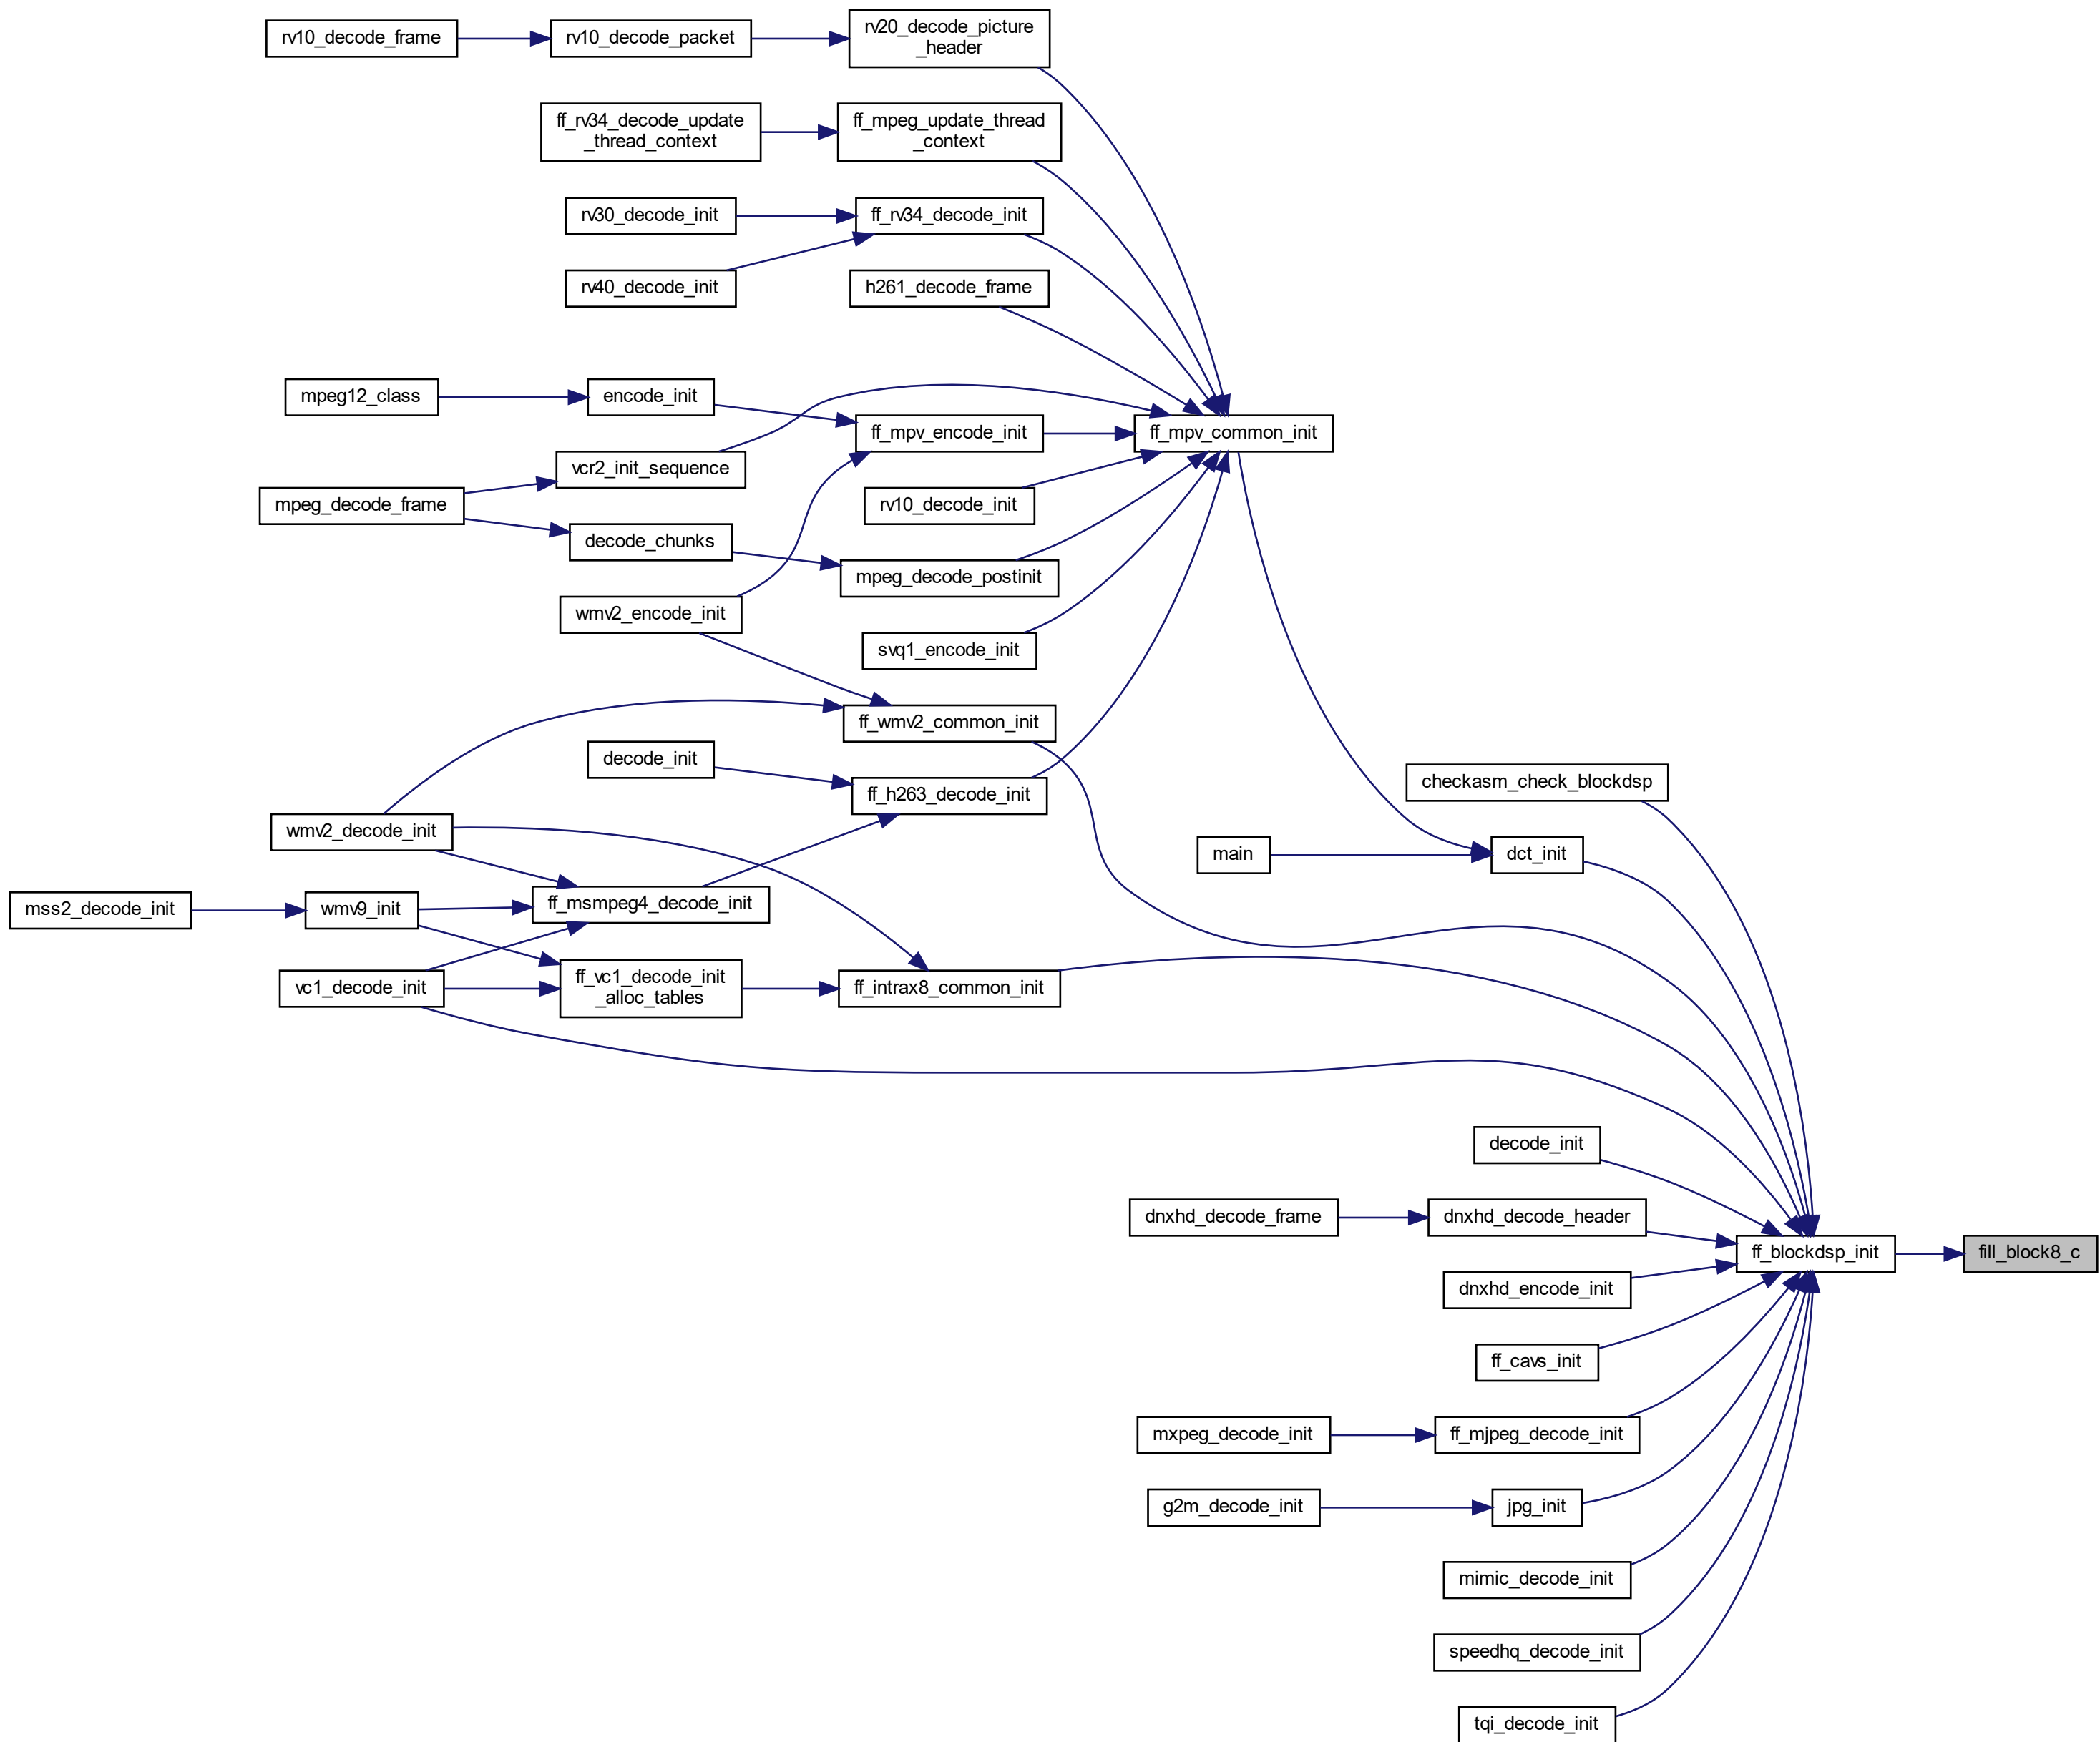 rv10_decode_frame
rv10_decode_packet
rv20_decode_picture
_header
ff_rv34_decode_update
_thread_context
ff_mpeg_update_thread
_context
rv30_decode_init
ff_rv34_decode_init
rv40_decode_init
h261_decode_frame
mpeg12_class
encode_init
ff_mpv_encode_init
ff_mpv_common_init
vcr2_init_sequence
mpeg_decode_frame
rv10_decode_init
decode_chunks
mpeg_decode_postinit
wmv2_encode_init
svq1_encode_init
ff_wmv2_common_init
decode_init
ff_h263_decode_init
checkasm_check_blockdsp
wmv2_decode_init
main
dct_init
mss2_decode_init
wmv9_init
ff_msmpeg4_decode_init
vc1_decode_init
ff_vc1_decode_init
_alloc_tables
ff_intrax8_common_init
decode_init
dnxhd_decode_frame
dnxhd_decode_header
ff_blockdsp_init
fill_block8_c
dnxhd_encode_init
ff_cavs_init
mxpeg_decode_init
ff_mjpeg_decode_init
g2m_decode_init
jpg_init
mimic_decode_init
speedhq_decode_init
tqi_decode_init